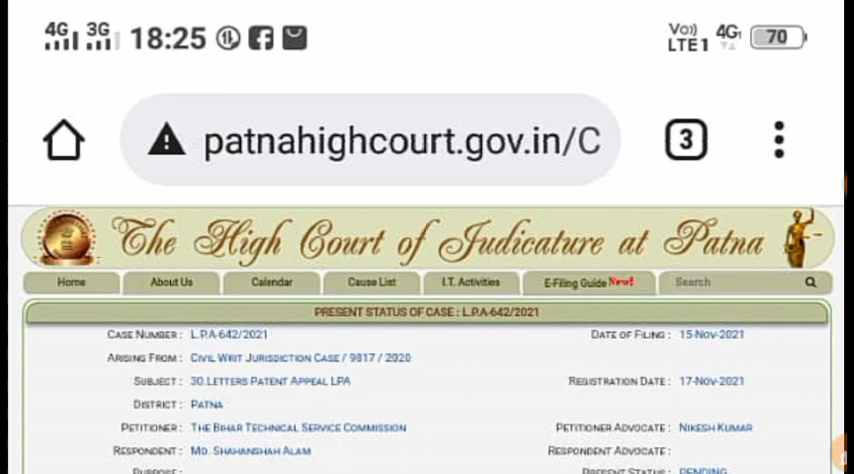 4G 3G 18:25 Vo)) LTE1 4G 70
patnahighcourt.gov.in/C 3
The High Court of Judicature at Patna
Home About Us Calendar Cause List I.T. Activities E-Filing Guide New! Search
PRESENT STATUS OF CASE : L.P.A-642/2021
CASE NUMBER : L.P.A-642/2021 DATE OF FILING : 15-NOV-2021
ARISING FROM : CIVIL WRIT JURISDICTION CASE / 9817 / 2020
SUBJECT : 30.LETTERS PATENT APPEAL LPA REGISTRATION DATE : 17-NOV-2021
DISTRICT : PATNA
PETITIONER : THE BIHAR TECHNICAL SERVICE COMMISSION PETITIONER ADVOCATE : NIKESH KUMAR
RESPONDENT : MD. SHAHANSHAH ALAM RESPONDENT ADVOCATE :
PURPOSE : PRESENT STATUS : PENDING